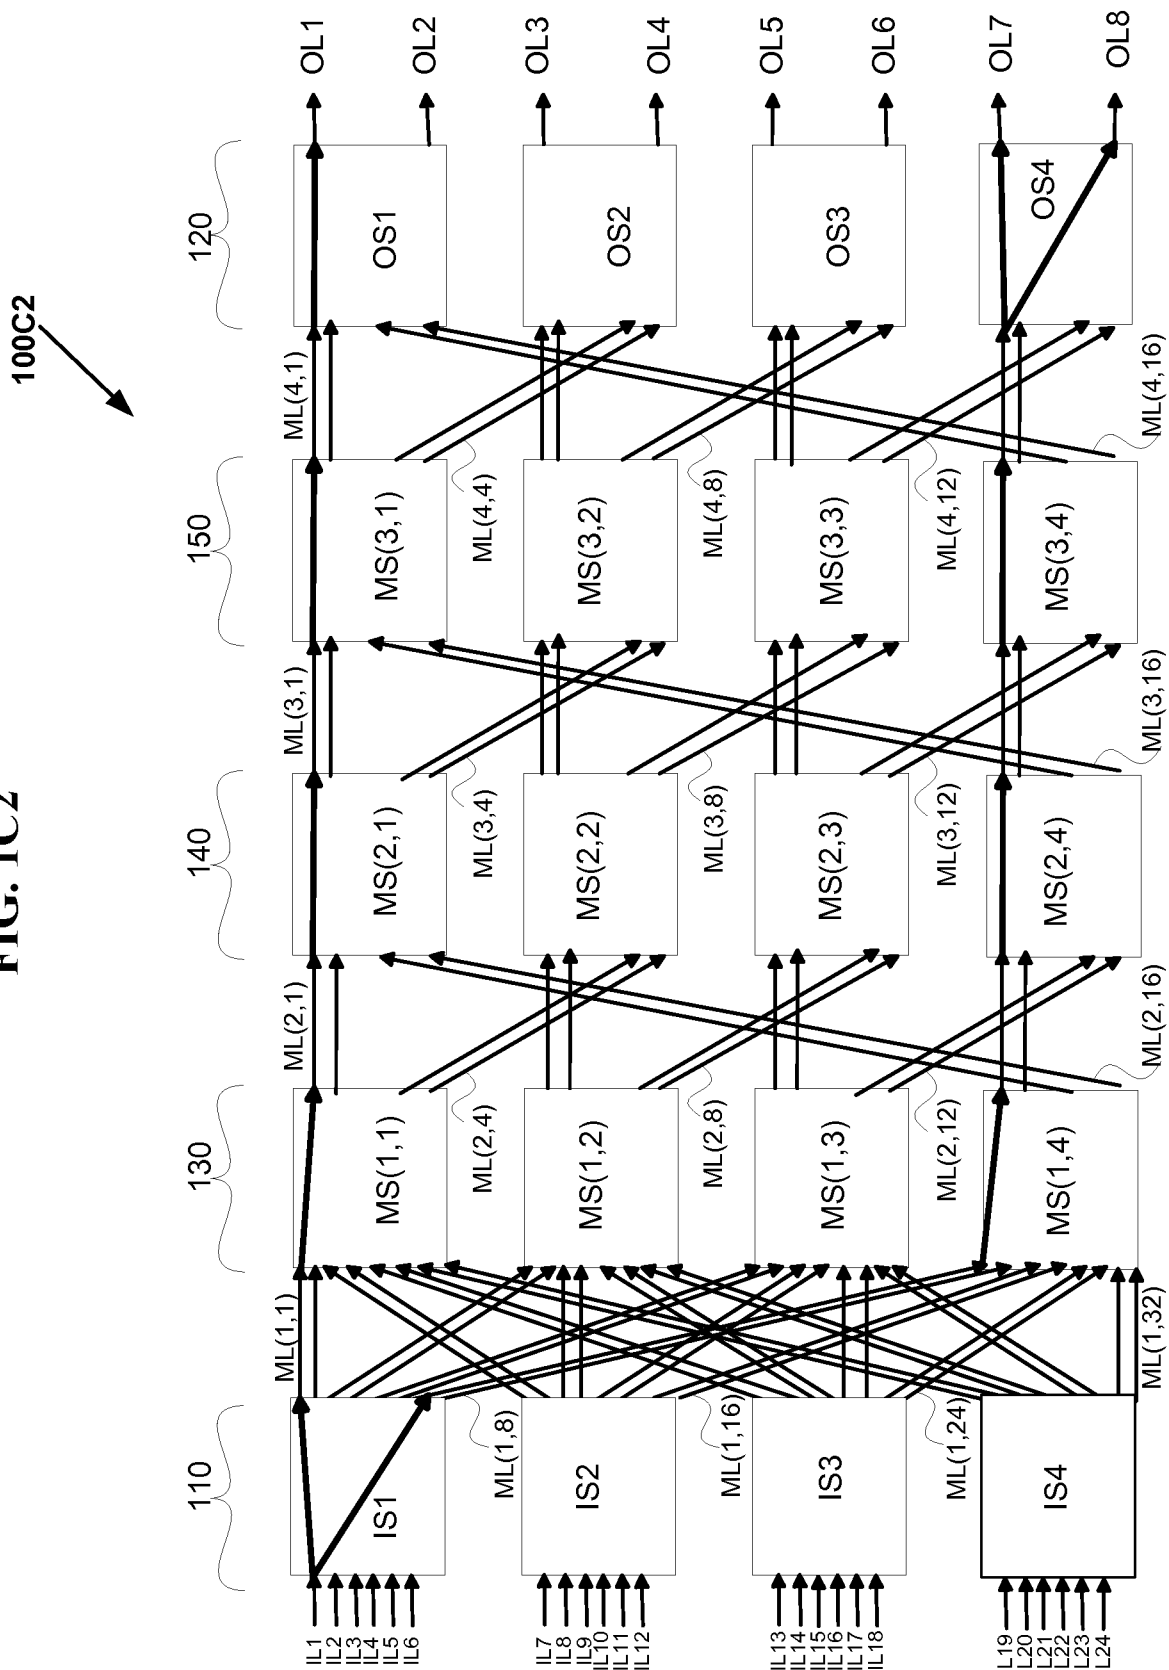 FIG. 1C2
100C2
110
130
140
150
120
IL1
IL2
IL3
IL4
IL5
IL6
IS1
ML(1,1)
ML(1,8)
MS(1,1)
ML(2,1)
ML(2,4)
MS(2,1)
ML(3,1)
ML(3,4)
MS(3,1)
ML(4,1)
ML(4,4)
OS1
OL1
OL2
IL7
IL8
IL9
IL10
IL11
IL12
IS2
ML(1,16)
MS(1,2)
ML(2,8)
MS(2,2)
ML(3,8)
MS(3,2)
ML(4,8)
OS2
OL3
OL4
IL13
IL14
IL15
IL16
IL17
IL18
IS3
ML(1,24)
MS(1,3)
ML(2,12)
MS(2,3)
ML(3,12)
MS(3,3)
ML(4,12)
OS3
OL5
OL6
L19
L20
L21
L22
L23
L24
IS4
ML(1,32)
MS(1,4)
ML(2,16)
MS(2,4)
ML(3,16)
MS(3,4)
ML(4,16)
OS4
OL7
OL8